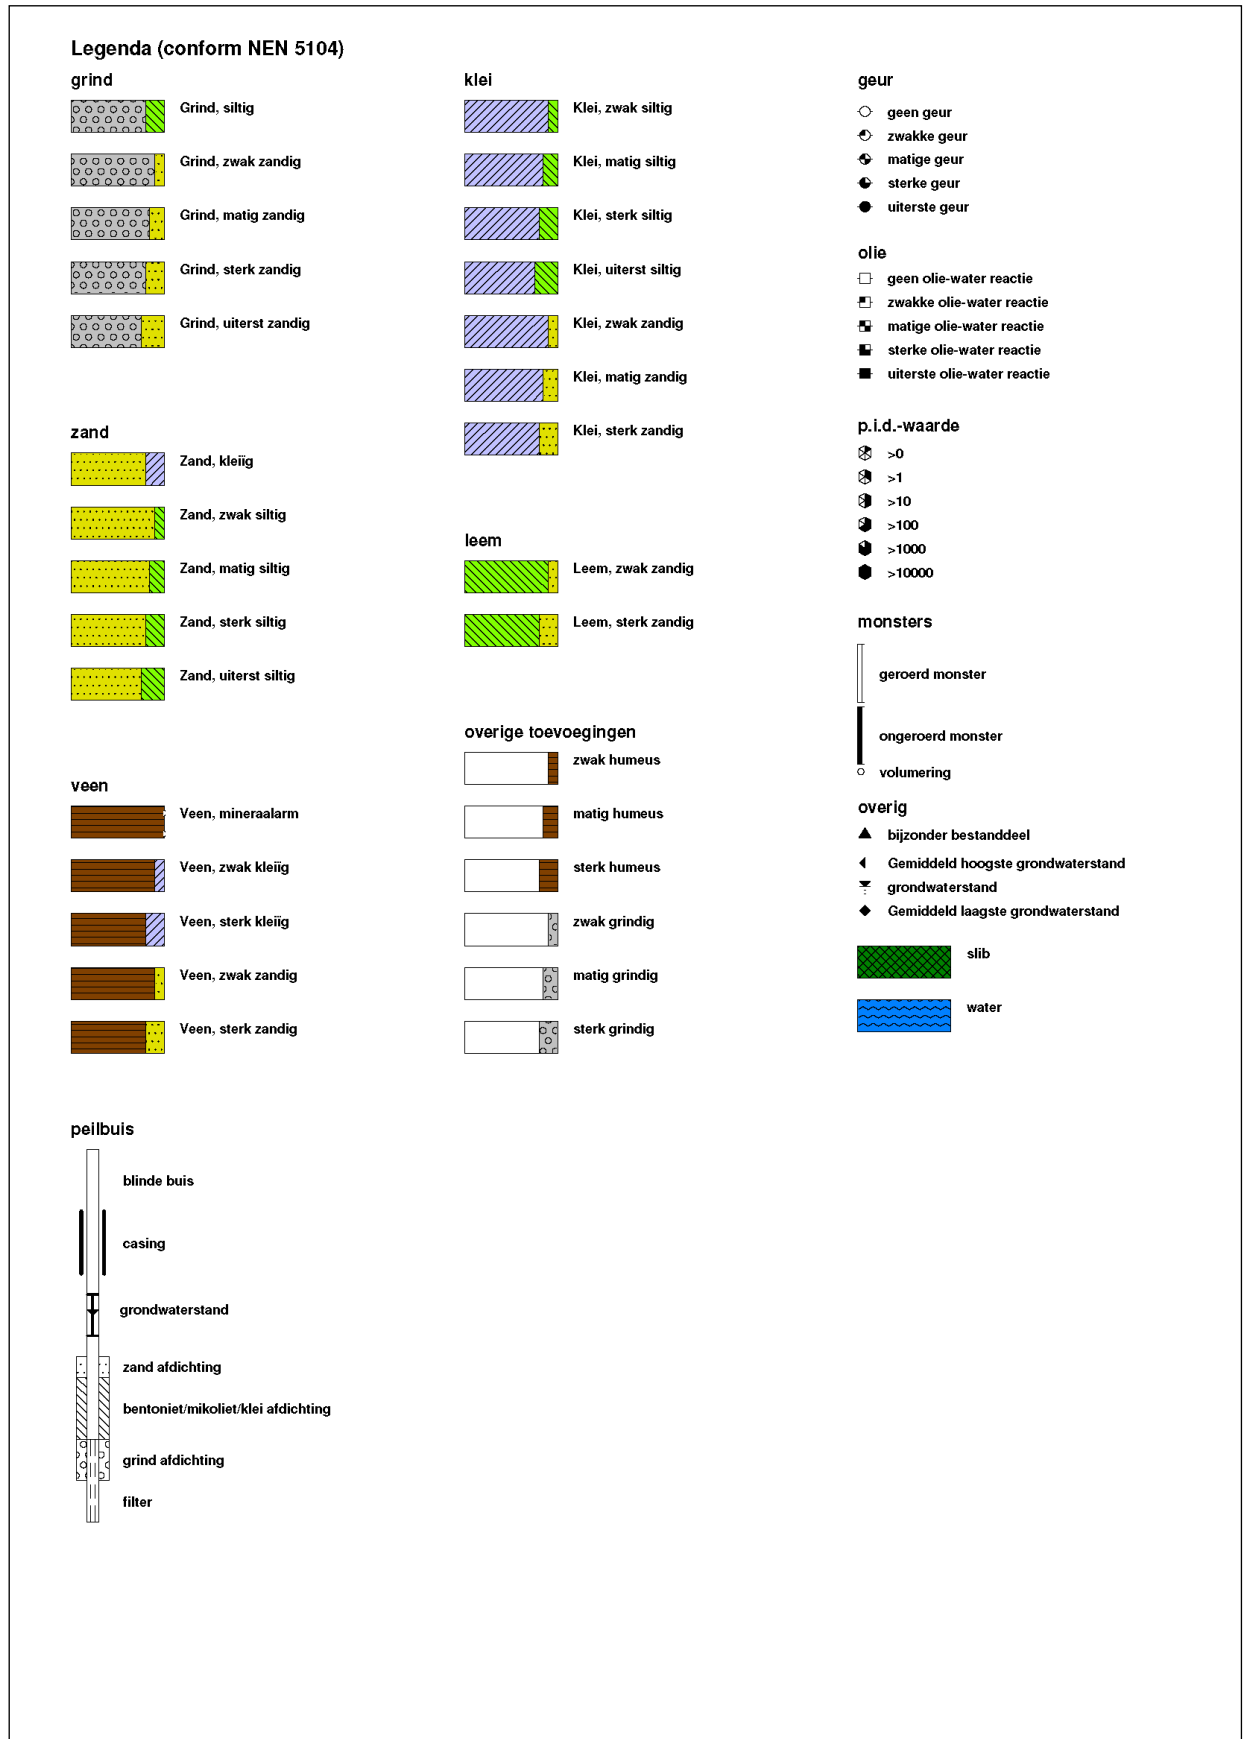 Legenda (conform NEN 5104)
grind
Grind, siltig
Grind, zwak zandig
Grind, matig zandig
Grind, sterk zandig
Grind, uiterst zandig
zand
Zand, kleiïg
Zand, zwak siltig
Zand, matig siltig
Zand, sterk siltig
Zand, uiterst siltig
veen
Veen, mineraalarm
Veen, zwak kleiïg
Veen, sterk kleiïg
Veen, zwak zandig
Veen, sterk zandig
peilbuis
blinde buis
casing
grondwaterstand
zand afdichting
bentoniet/mikoliet/klei afdichting
grind afdichting
filter
klei
Klei, zwak siltig
Klei, matig siltig
Klei, sterk siltig
Klei, uiterst siltig
Klei, zwak zandig
Klei, matig zandig
Klei, sterk zandig
leem
Leem, zwak zandig
Leem, sterk zandig
overige toevoegingen
zwak humeus
matig humeus
sterk humeus
zwak grindig
matig grindig
sterk grindig
geur
geen geur
zwakke geur
matige geur
sterke geur
uiterste geur
olie
geen olie-water reactie
zwakke olie-water reactie
matige olie-water reactie
sterke olie-water reactie
uiterste olie-water reactie
p.i.d.-waarde
>0
>1
>10
>100
>1000
>10000
monsters
geroerd monster
ongeroerd monster
volumering
overig
bijzonder bestanddeel
Gemiddeld hoogste grondwaterstand
grondwaterstand
Gemiddeld laagste grondwaterstand
slib
water